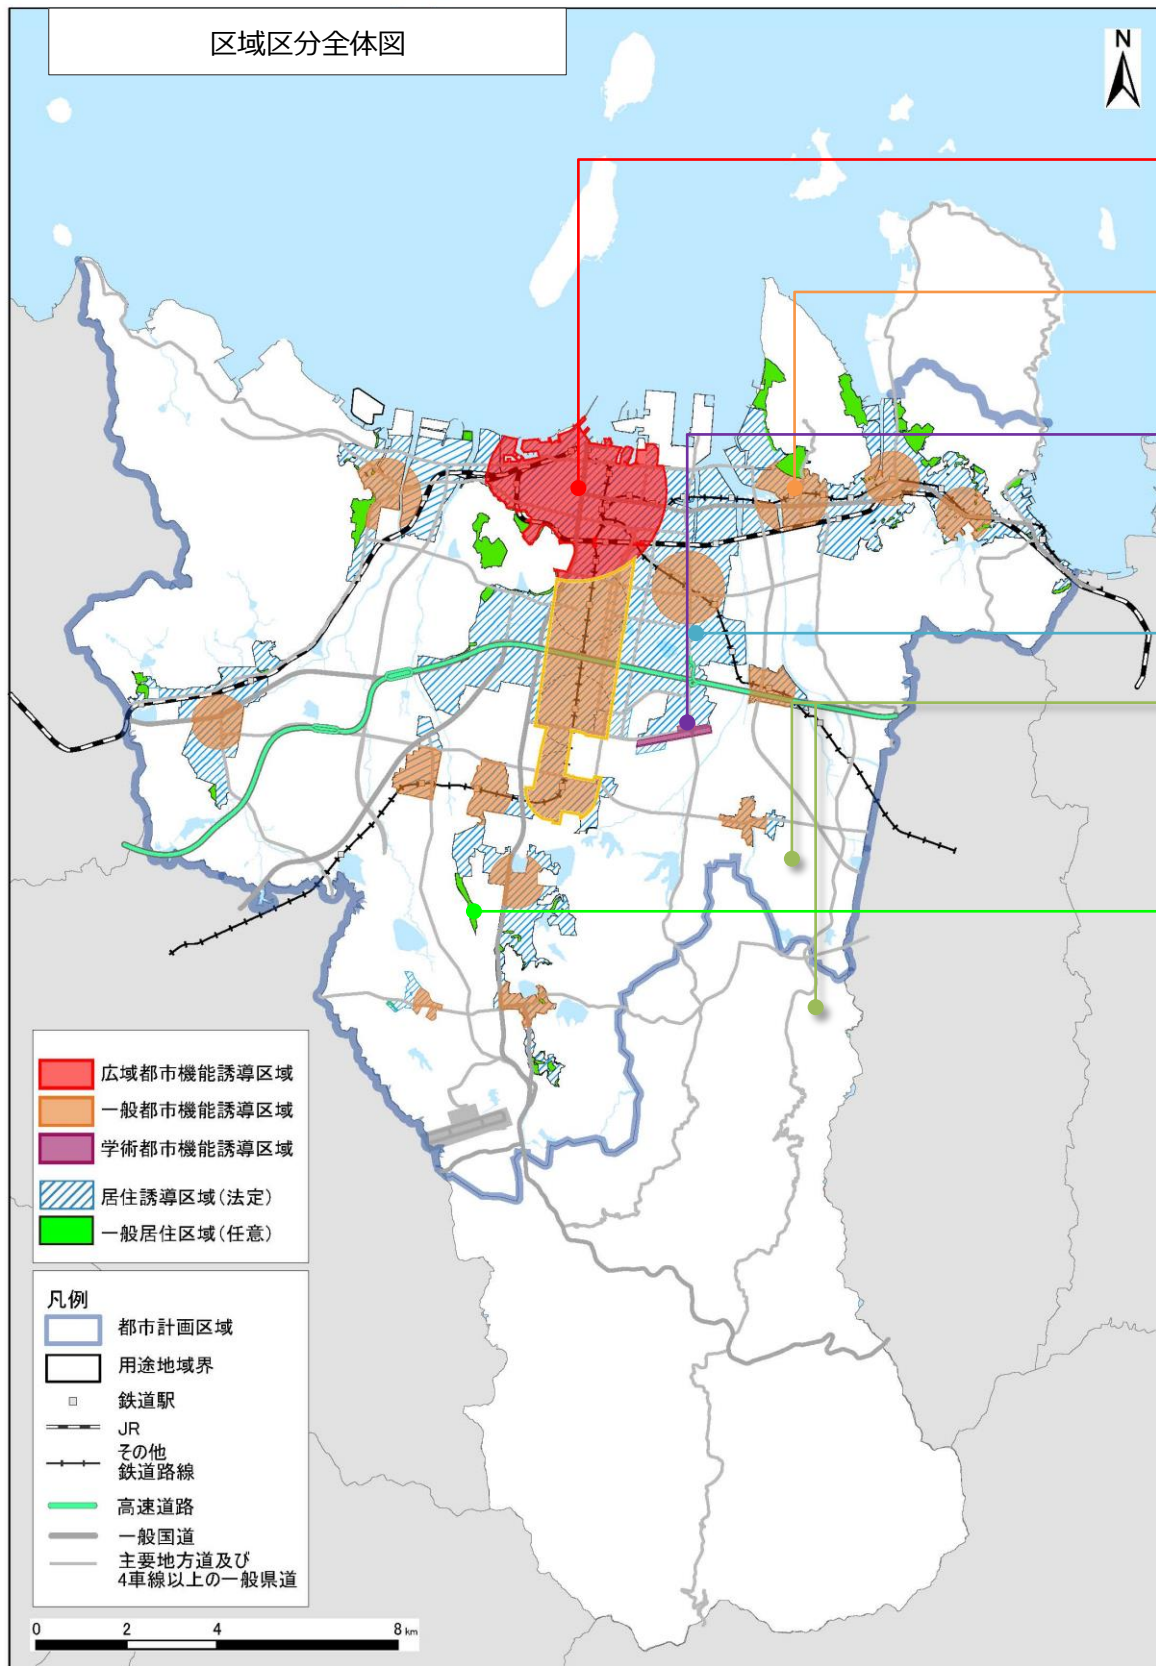 区域区分全体図
N
広域都市機能誘導区域
一般都市機能誘導区域
学術都市機能誘導区域
居住誘導区域(法定)
一般居住区域(任意)
凡例
都市計画区域
用途地域界
鉄道駅
JR
その他
鉄道路線
高速道路
一般国道
主要地方道及び
4車線以上の一般県道
0 2 4 8 km